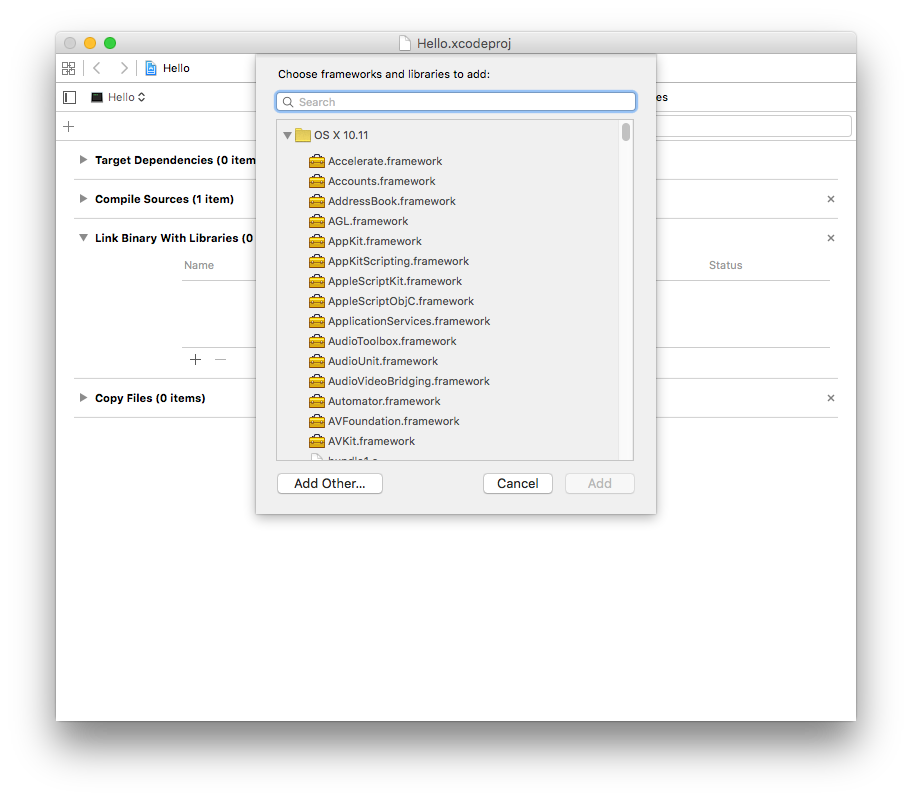 Hello.xcodeproj
Hello
Choose frameworks and libraries to add:
Hello
Search
es
OS X 10.11
Target Dependencies (0 item
Accelerate.framework
Accounts.framework
Compile Sources (1 item)
AddressBook.framework
AGL.framework
Link Binary With Libraries (0
AppKit.framework
Name
AppKitScripting.framework
Status
AppleScriptKit.framework
AppleScriptObjC.framework
ApplicationServices.framework
AudioToolbox.framework
AudioUnit.framework
AudioVideoBridging.framework
Copy Files (0 items)
Automator.framework
AVFoundation.framework
AVKit.framework
Add Other...
Cancel
Add